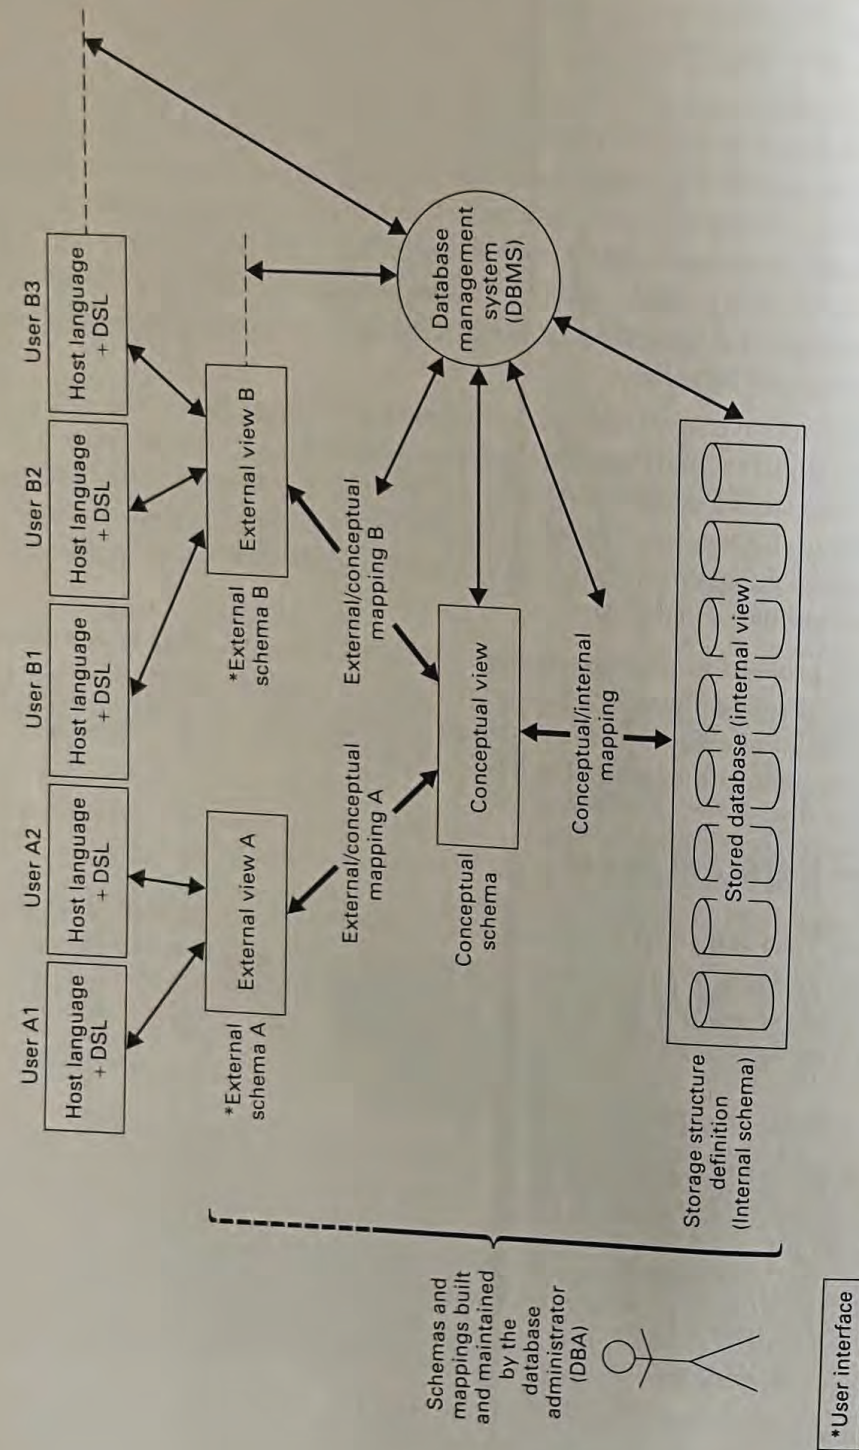 User A1
User A2
User B1
User B2
User B3
Host language
+ DSL
Host language
+ DSL
Host language
+ DSL
Host language
+ DSL
Host language
+ DSL
*External
schema A
External view A
*External
schema B
External view B
External/conceptual
mapping A
External/conceptual
mapping B
Database
management
system
(DBMS)
Conceptual
schema
Conceptual view
Conceptual/internal
mapping
Schemas and
mappings built
and maintained
by the
database
administrator
(DBA)
Storage structure
definition
(Internal schema)
Stored database (internal view)
*User interface